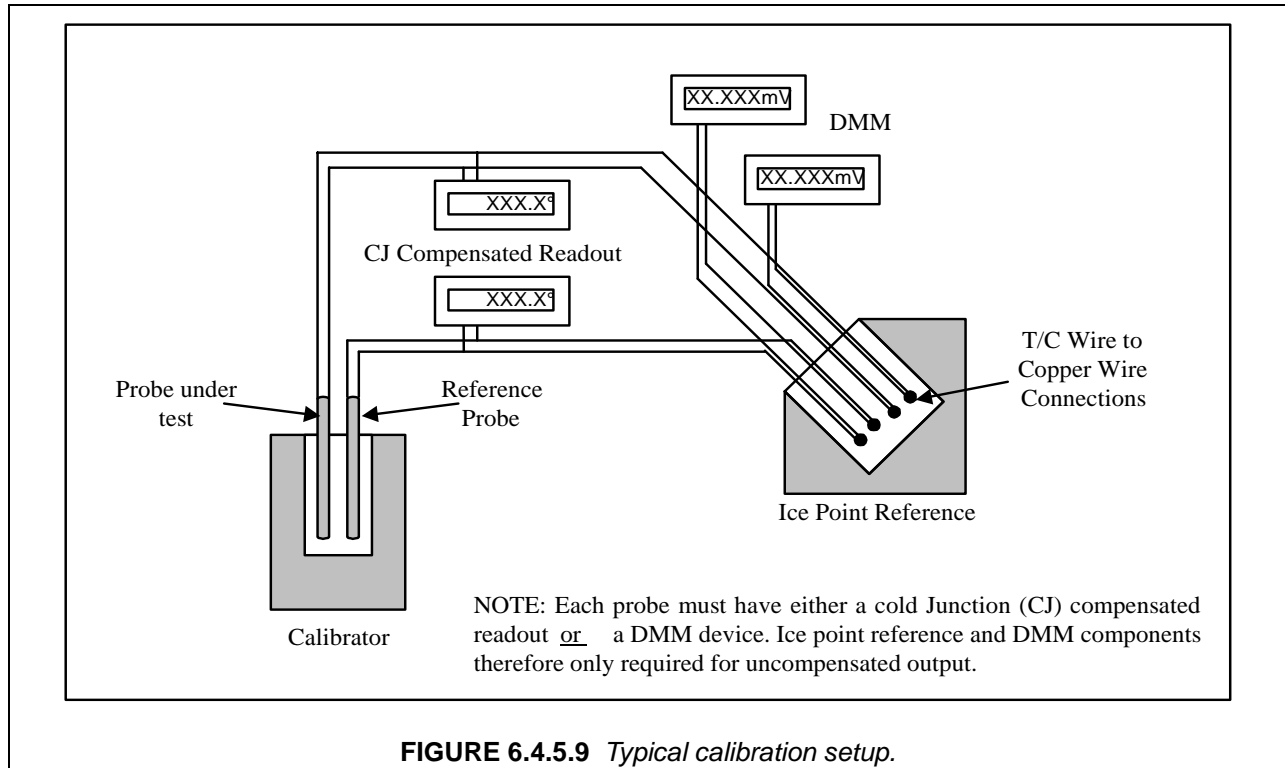 XX.XXXmV
DMM
XX.XXXmV
XXX.X°
CJ Compensated Readout
XXX.X°
T/C Wire to
Copper Wire
Connections
Probe under
test
Reference
Probe
Ice Point Reference
Calibrator
NOTE: Each probe must have either a cold Junction (CJ) compensated
readout or a DMM device. Ice point reference and DMM components
therefore only required for uncompensated output.
FIGURE 6.4.5.9 Typical calibration setup.